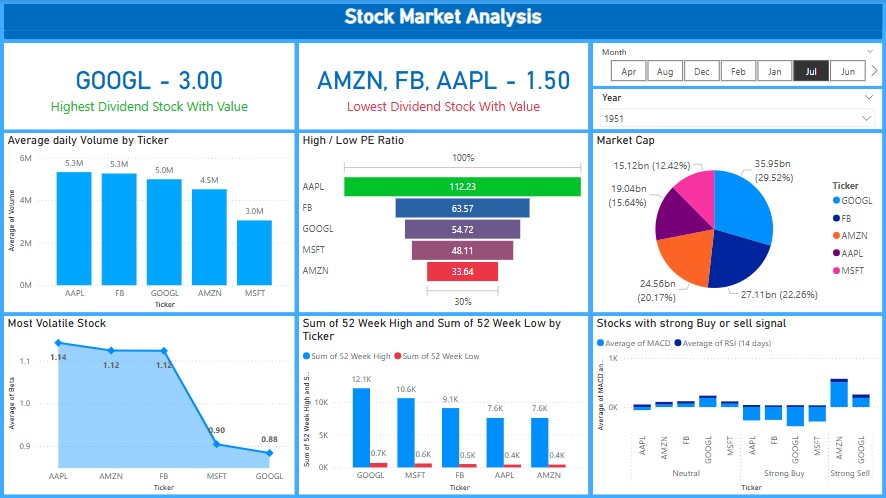 Stock Market Analysis
GOOGL - 3.00
Highest Dividend Stock With Value
AMZN, FB, AAPL - 1.50
Lowest Dividend Stock With Value
Month
Apr Aug Dec Feb Jan Jul Jun
Year
1951
Average daily Volume by Ticker
Average of Volume
6M
4M
2M
0M
5.3M 5.3M 5.0M 4.5M 3.0M
AAPL FB GOOGL AMZN MSFT
Ticker
High / Low PE Ratio
100%
AAPL 112.23
FB 63.57
GOOGL 54.72
MSFT 48.11
AMZN 33.64
30%
Market Cap
15.12bn (12.42%)
35.95bn
(29.52%)
19.04bn
(15.64%)
24.56bn
(20.17%)
27.11bn (22.26%)
Ticker
GOOGL
FB
AMZN
AAPL
MSFT
Most Volatile Stock
Average of Beta
1.1
1.0
0.9
1.14 1.12 1.12 0.90 0.88
AAPL AMZN FB MSFT GOOGL
Ticker
Sum of 52 Week High and Sum of 52 Week Low by
Ticker
Sum of 52 Week High Sum of 52 Week Low
Sum of 52 Week High and S...
10K
5K
0K
12.1K 10.6K 9.1K 7.6K 7.6K
0.7K 0.6K 0.5K 0.4K 0.4K
GOOGL MSFT FB AAPL AMZN
Ticker
Stocks with strong Buy or sell signal
Average of MACD Average of RSI (14 days)
Average of MACD an...
1K
0K
AAPL AMZN FB GOOGL MSFT AAPL FB GOOGL MSFT AMZN GOOGL
Neutral Strong Buy Strong Sell
Ticker